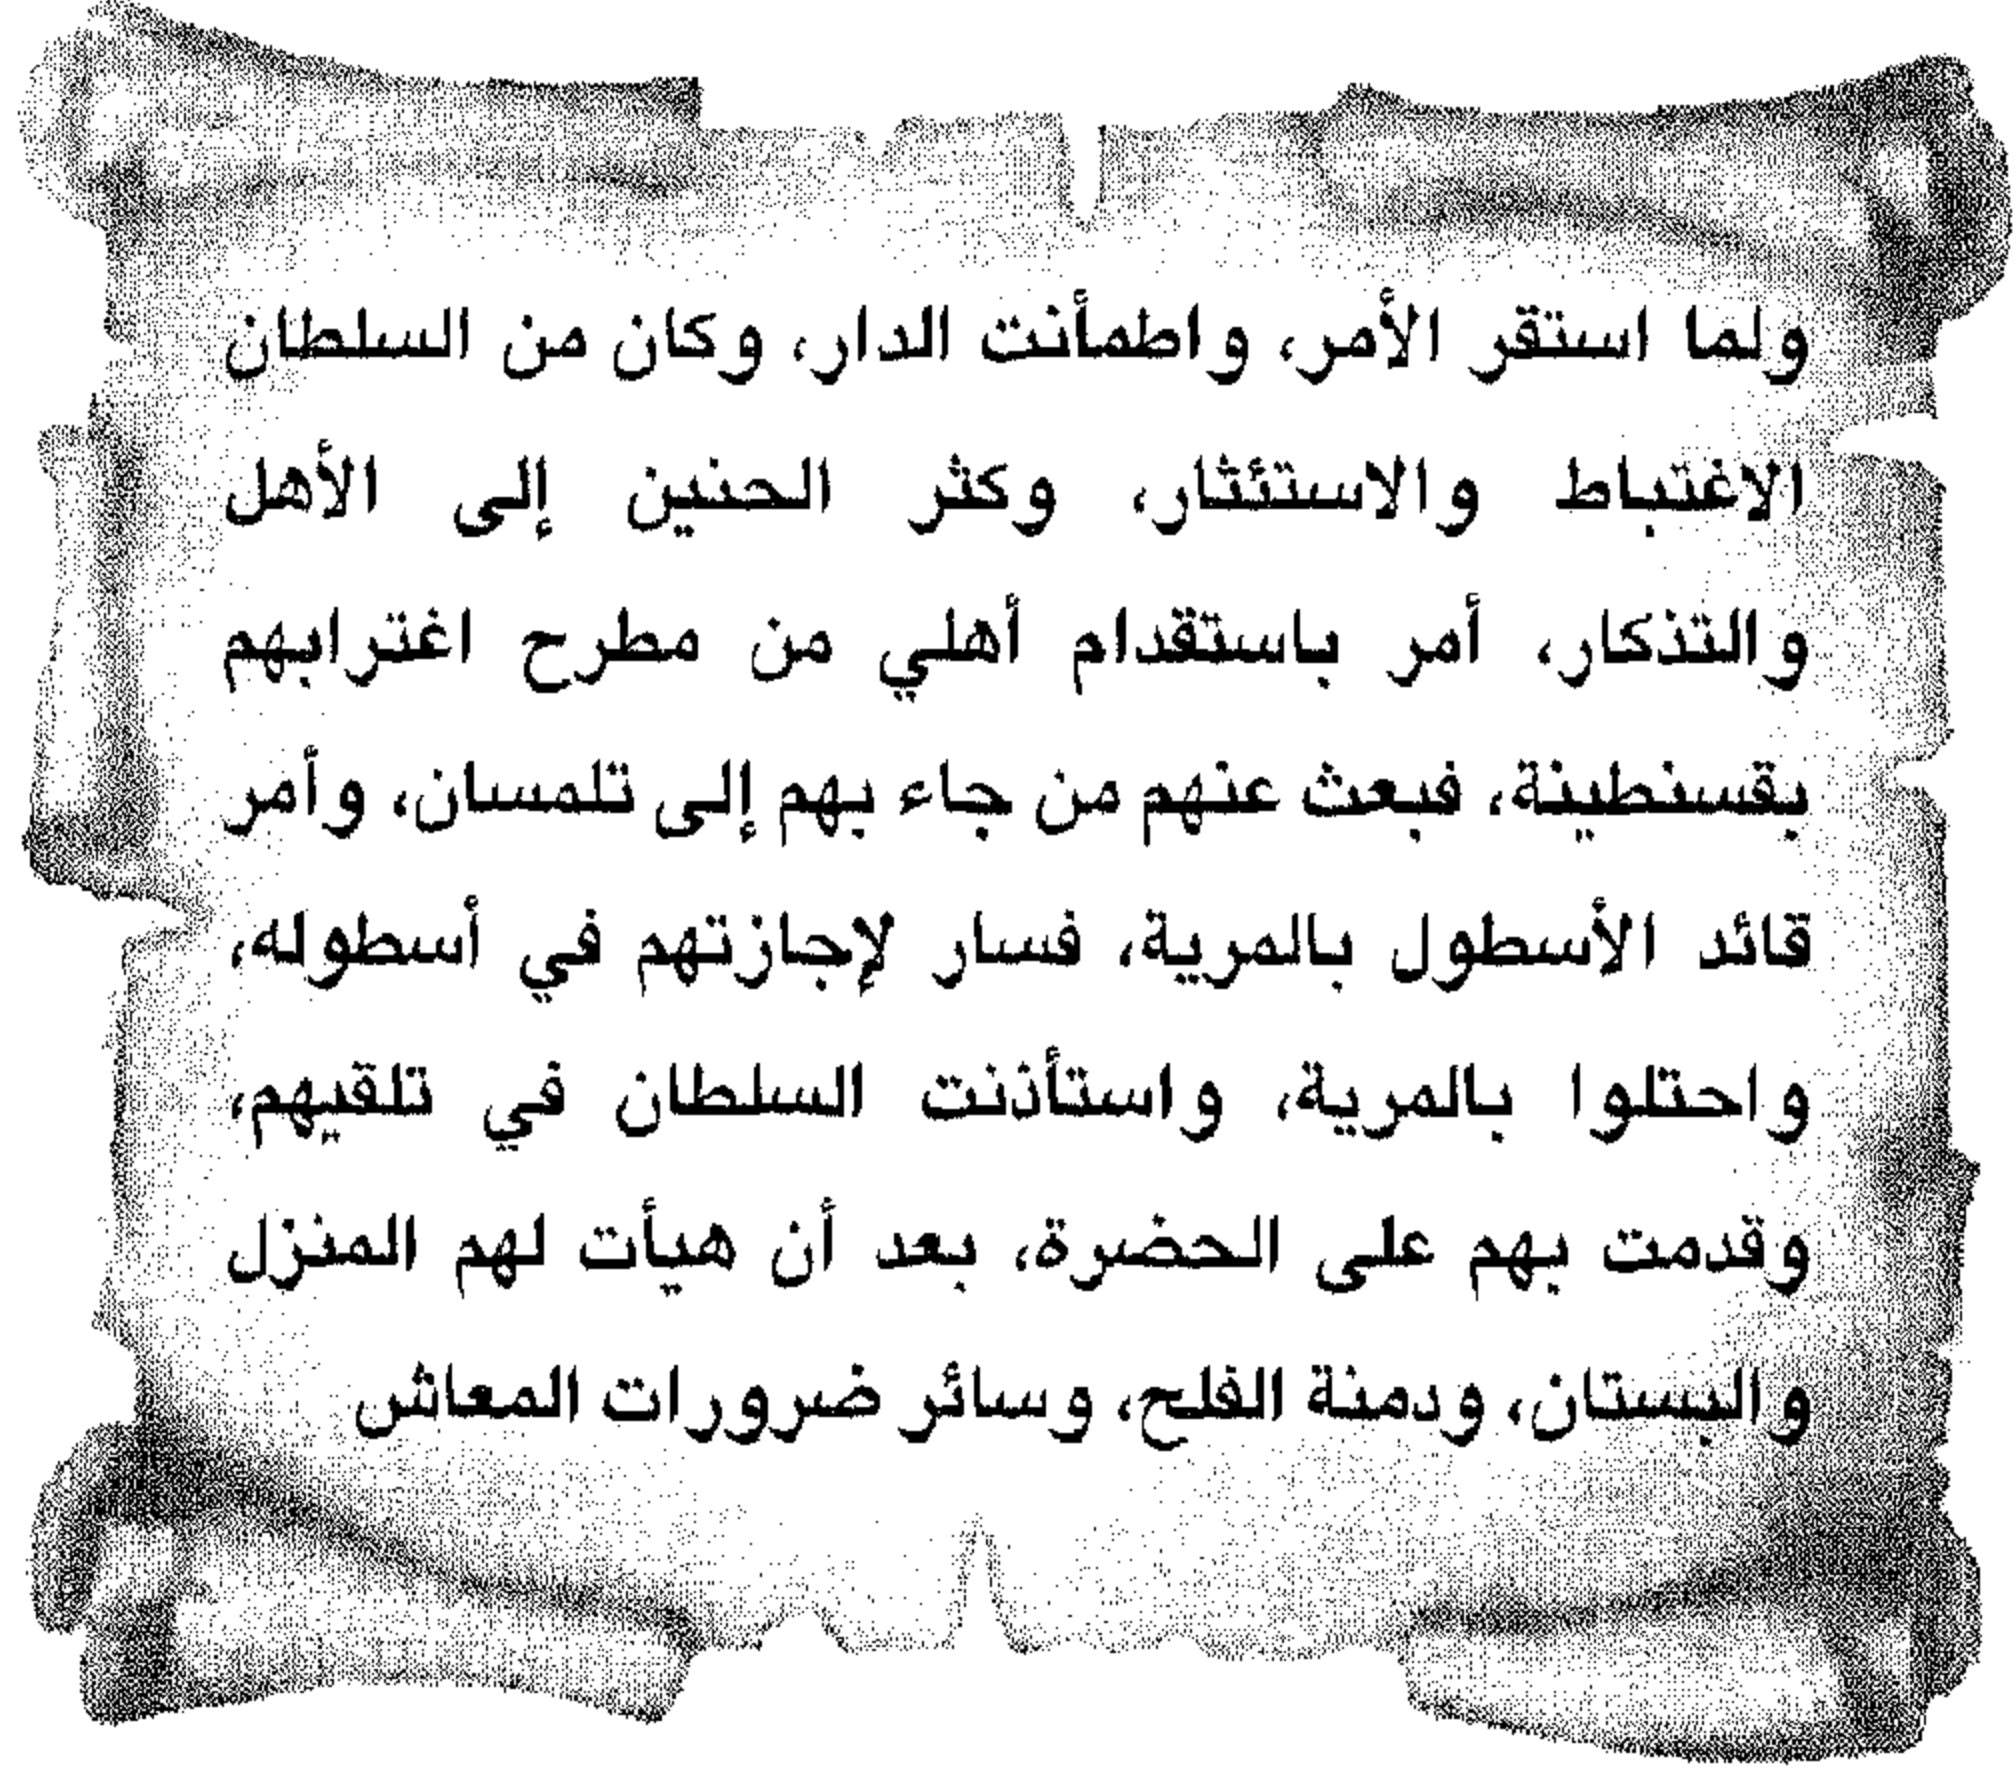 ولما استقر الأمر، واطمأنت الدار، وكان من السلطان
الاغتباط والاستئثار، وكثر الحنين إلى الأهل
والتذكار، أمر باستقدام أهلي من مطرح اغترابهم
بقسنطينة، فبعث عنهم من جاء بهم إلى تلمسان، وأمر
قائد الأسطول بالمرية، فسار لإجازتهم في أسطوله،
واحتلوا بالمرية، واستأذنت السلطان في تلقيهم،
وقدمت بهم على الحضرة، بعد أن هيأت لهم المنزل
والبستان، ودمنة الفلح، وسائر ضرورات المعاش